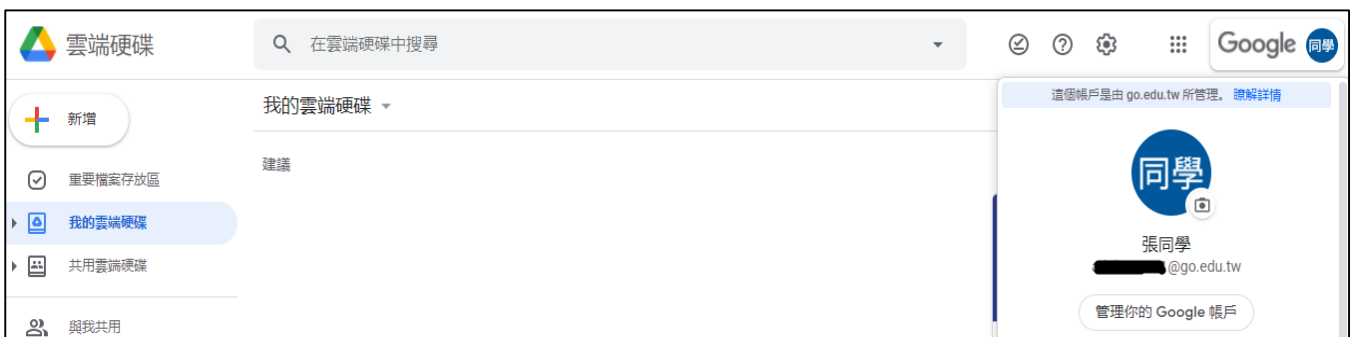 雲端硬碟
在雲端硬碟中搜尋
Google 同學
新增
我的雲端硬碟
這個帳戶是由 go.edu.tw 所管理。 瞭解詳情
建議
重要檔案存放區
同學
我的雲端硬碟
張同學
共用雲端硬碟
@go.edu.tw
管理你的 Google 帳戶
與我共用